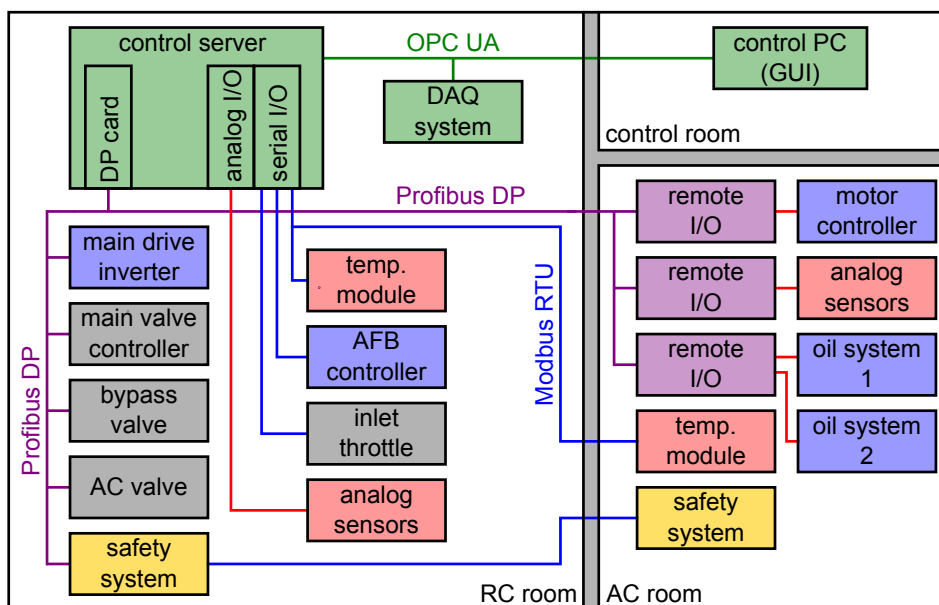 control server
DP card
analog I/O
serial I/O
OPC UA
DAQ
system
control PC
(GUI)
control room
Profibus DP
main drive
inverter
main valve
controller
bypass
valve
AC valve
safety
system
Profibus DP
temp.
module
AFB
controller
inlet
throttle
analog
sensors
Modbus RTU
RC room
remote
I/O
motor
controller
remote
I/O
analog
sensors
remote
I/O
oil system
1
temp.
module
oil system
2
safety
system
AC room